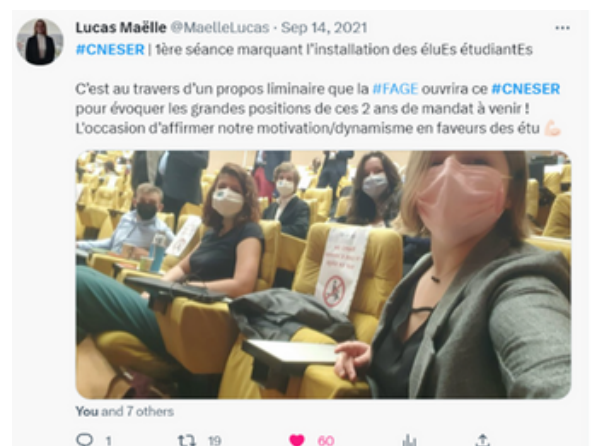 Lucas Maëlle @MaelleLucas · Sep 14, 2021
#CNESER | 1ère séance marquant l'installation des éluEs étudiantEs
C'est au travers d'un propos liminaire que la #FAGE ouvrira ce #CNESER
pour évoquer les grandes positions de ces 2 ans de mandat à venir !
L'occasion d'affirmer notre motivation/dynamisme en faveurs des étu 💪🏻
You and 7 others
1 19 60